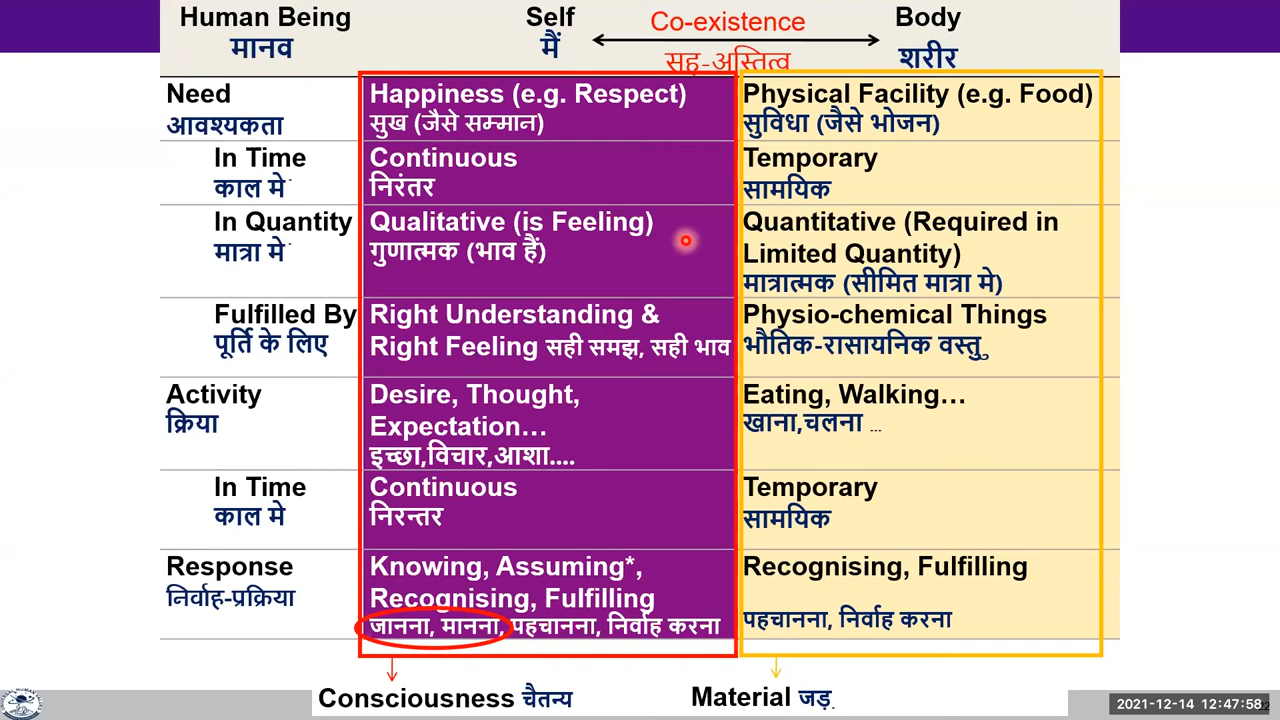 Human Being Self Co-existence Body
मानव मैं सह-अस्तित्व शरीर
Need Happiness (e.g. Respect) Physical Facility (e.g. Food)
आवश्यकता सुख (जैसे सम्मान) सुविधा (जैसे भोजन)
In Time Continuous Temporary
काल मे निरंतर सामयिक
In Quantity Qualitative (is Feeling) Quantitative (Required in
मात्रा मे गुणात्मक (भाव हैं) Limited Quantity)
मात्रात्मक (सीमित मात्रा मे)
Fulfilled By Right Understanding & Physio-chemical Things
पूर्ति के लिए Right Feeling सही समझ, सही भाव भौतिक-रासायनिक वस्तु
Activity Desire, Thought, Eating, Walking…
क्रिया Expectation… खाना,चलना ...
इच्छा,विचार,आशा....
In Time Continuous Temporary
काल मे निरन्तर सामयिक
Response Knowing, Assuming*, Recognising, Fulfilling
निर्वाह-प्रक्रिया Recognising, Fulfilling
जानना, मानना, पहचानना, निर्वाह करना पहचानना, निर्वाह करना
Consciousness चैतन्य Material जड़
2021-12-14 12:47:58